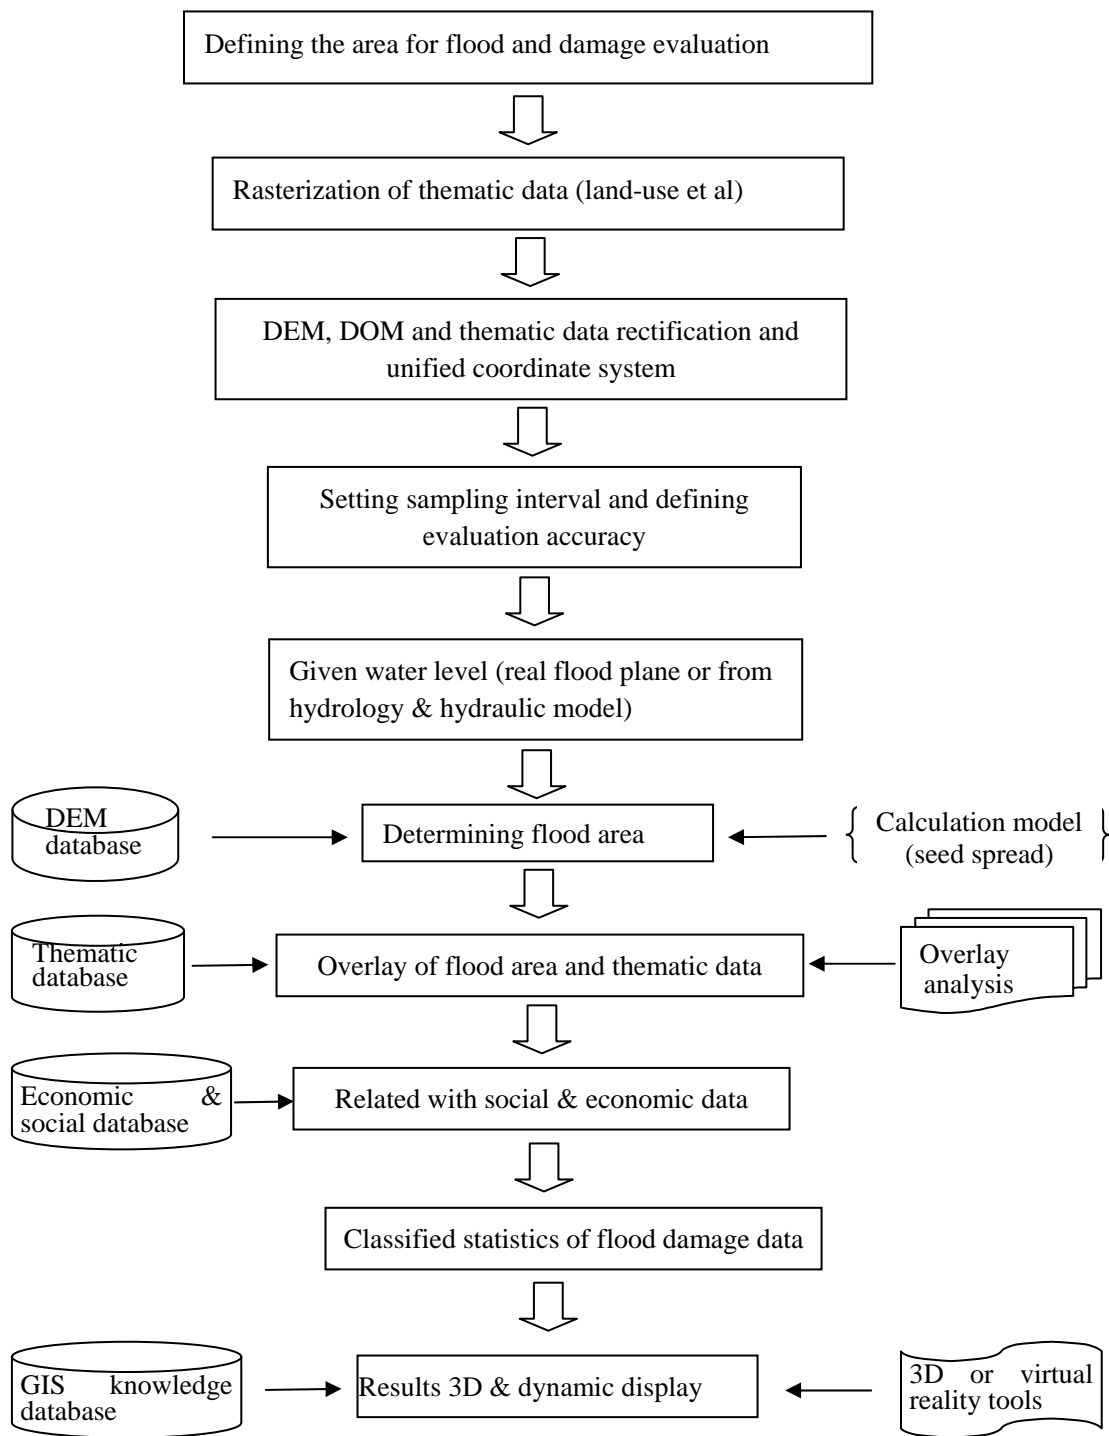 Defining the area for flood and damage evaluation
Rasterization of thematic data (land-use et al)
DEM, DOM and thematic data rectification and
unified coordinate system
Setting sampling interval and defining
evaluation accuracy
Given water level (real flood plane or from
hydrology & hydraulic model)
DEM
database
Determining flood area
Calculation model
(seed spread)
Thematic
database
Overlay of flood area and thematic data
Overlay
analysis
Economic &
social database
Related with social & economic data
Classified statistics of flood damage data
GIS knowledge
database
Results 3D & dynamic display
3D or virtual
reality tools